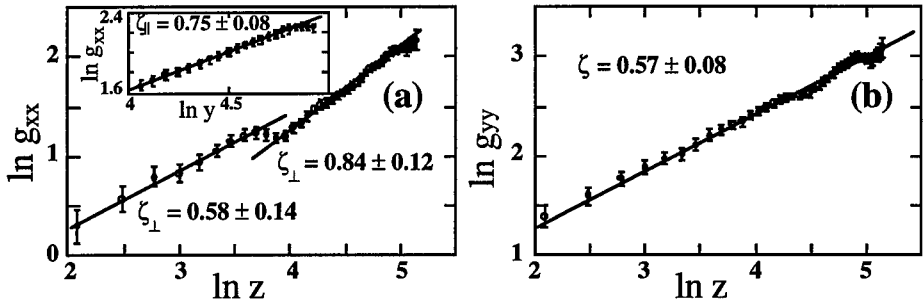 2.4
ζ∥ = 0.75 ± 0.08
ln gxx
1.6
4
4.5
ln y
2
1
0
ln gxx
(a)
ζ⊥ = 0.84 ± 0.12
ζ⊥ = 0.58 ± 0.14
2
3
4
5
ln z
3
2
1
ln gyy
ζ = 0.57 ± 0.08
(b)
2
3
4
5
ln z